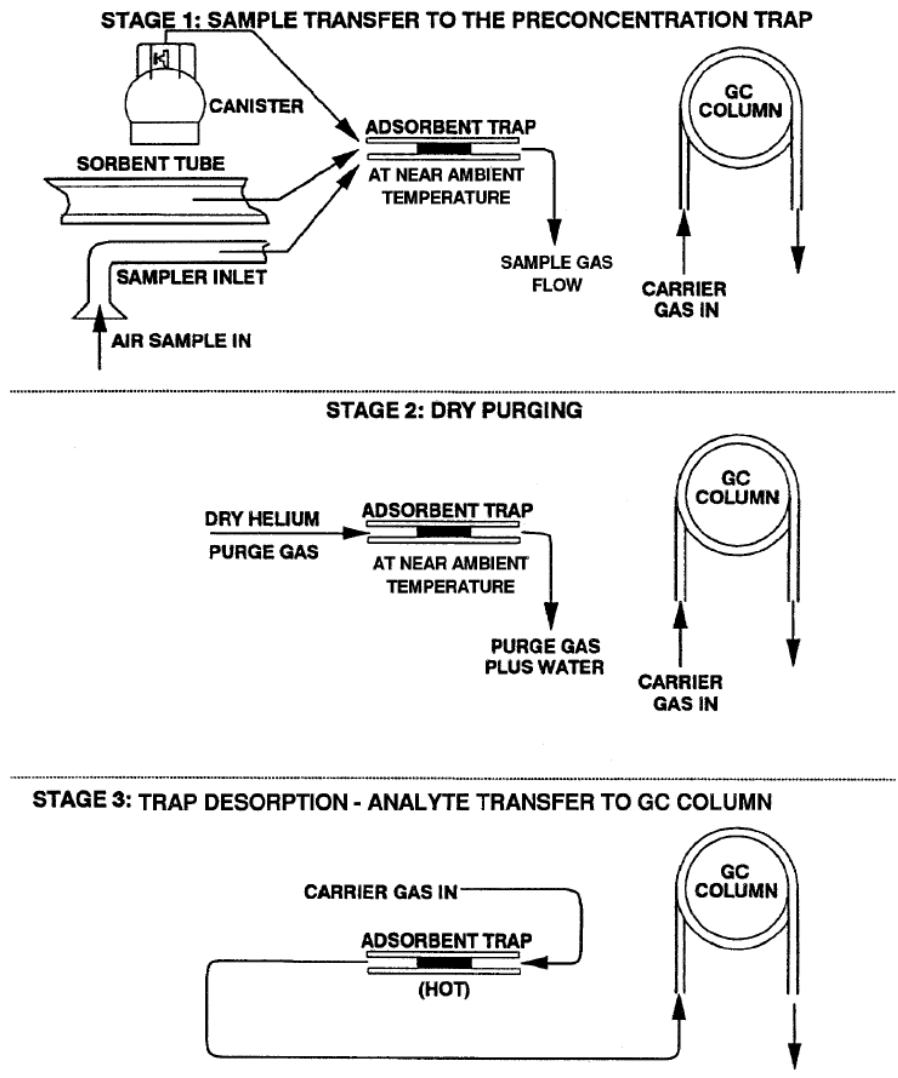 STAGE 1: SAMPLE TRANSFER TO THE PRECONCENTRATION TRAP
CANISTER
SORBENT TUBE
SAMPLER INLET
AIR SAMPLE IN
ADSORBENT TRAP
AT NEAR AMBIENT
TEMPERATURE
SAMPLE GAS
FLOW
GC
COLUMN
CARRIER
GAS IN
STAGE 2: DRY PURGING
DRY HELIUM
PURGE GAS
ADSORBENT TRAP
AT NEAR AMBIENT
TEMPERATURE
PURGE GAS
PLUS WATER
GC
COLUMN
CARRIER
GAS IN
STAGE 3: TRAP DESORPTION - ANALYTE TRANSFER TO GC COLUMN
CARRIER GAS IN
ADSORBENT TRAP
(HOT)
GC
COLUMN